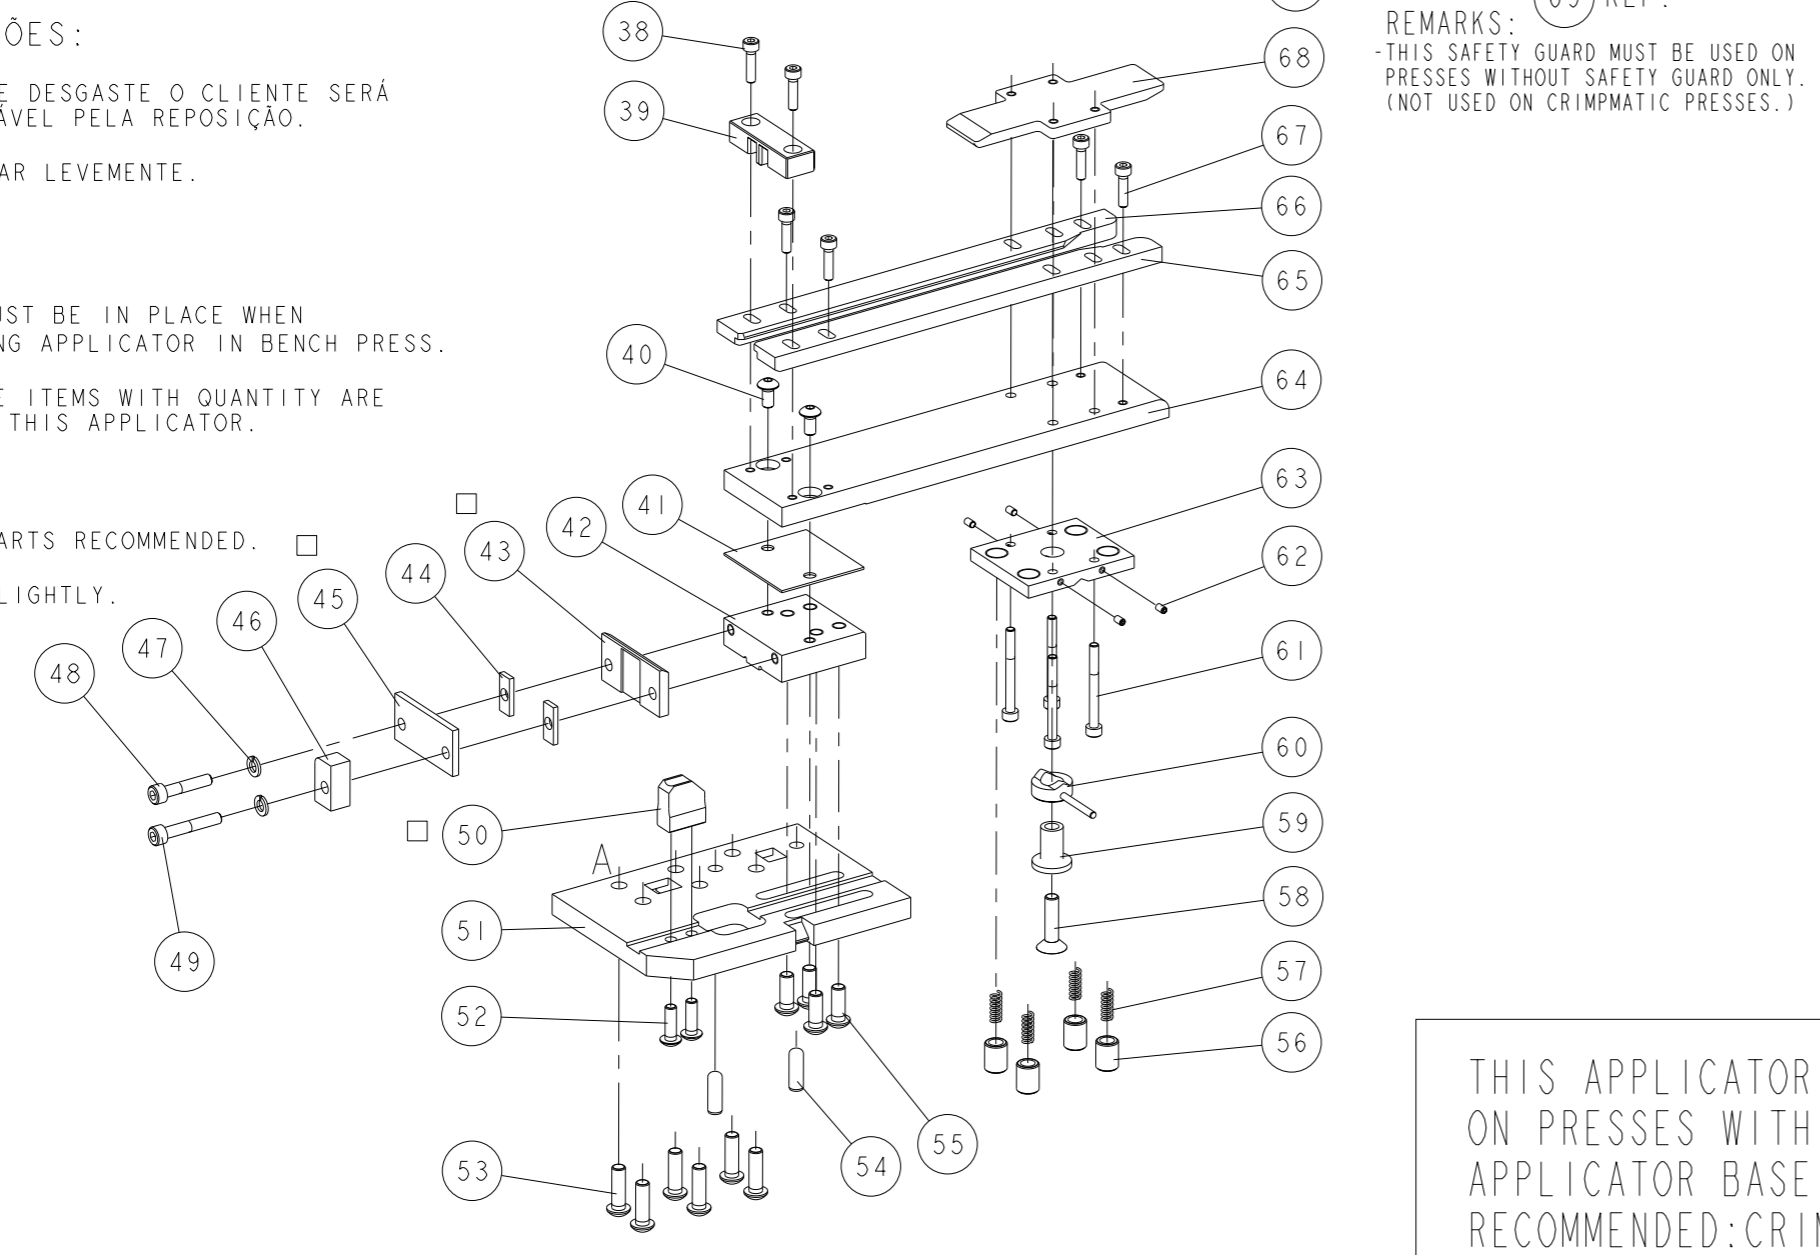 ÕES:
E DESGASTE O CLIENTE SERÁ
ÁVEL PELA REPOSIÇÃO.
AR LEVEMENTE.
UST BE IN PLACE WHEN
NG APPLICATOR IN BENCH PRESS.
E ITEMS WITH QUANTITY ARE
THIS APPLICATOR.
ARTS RECOMMENDED.
LIGHTLY.
REMARKS:
-THIS SAFETY GUARD MUST BE USED ON
PRESSES WITHOUT SAFETY GUARD ONLY.
(NOT USED ON CRIMPMATIC PRESSES.)
38
39
40
41
42
43
44
45
46
47
48
49
50
A
51
52
53
54
55
68
67
66
65
64
63
62
61
60
59
58
57
56
THIS APPLICATOR
ON PRESSES WITH
APPLICATOR BASE
RECOMMENDED:CRIM